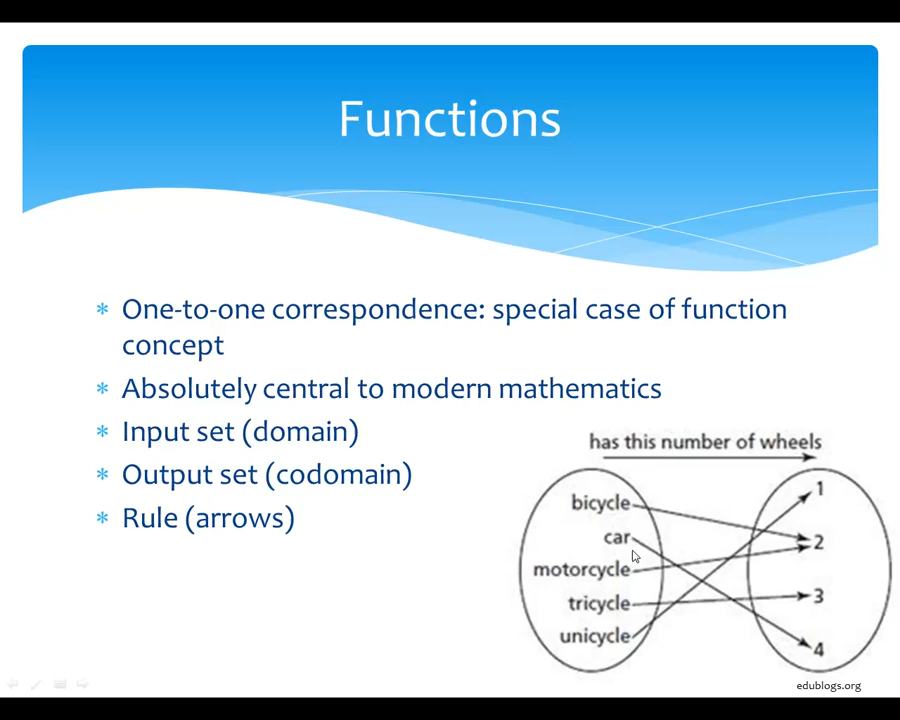 Functions
* One-to-one correspondence: special case of function
concept
* Absolutely central to modern mathematics
* Input set (domain)
* Output set (codomain)
* Rule (arrows)
has this number of wheels
bicycle
car
motorcycle
tricycle
unicycle
1
2
3
4
edublogs.org